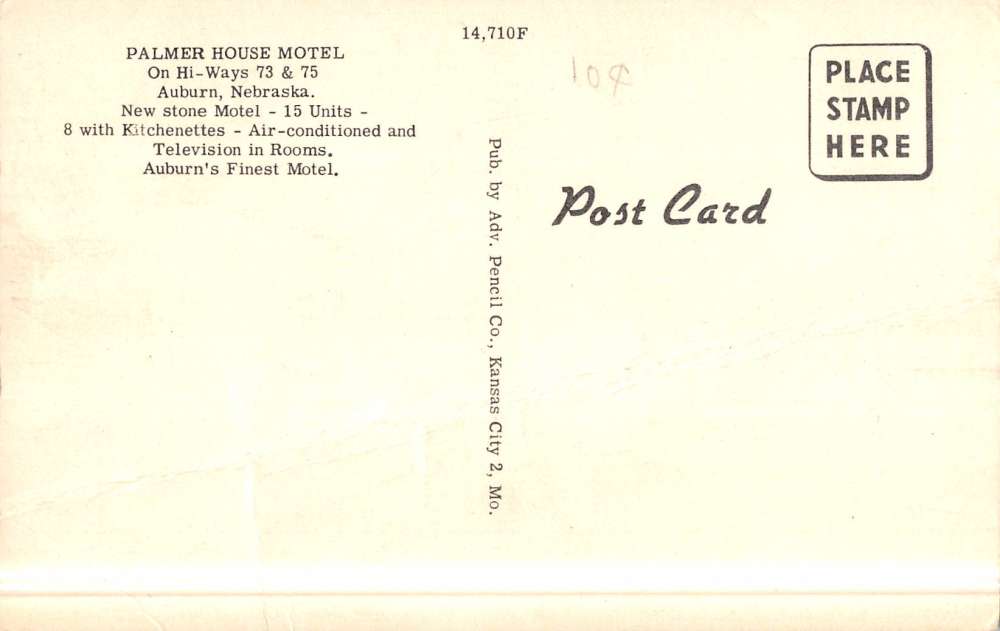 14,710F
PALMER HOUSE MOTEL
On Hi-Ways 73 & 75
Auburn, Nebraska.
New stone Motel - 15 Units -
8 with Kitchenettes - Air-conditioned and
Television in Rooms.
Auburn's Finest Motel.
10¢
PLACE
STAMP
HERE
Post Card
Pub. by Adv. Pencil Co., Kansas City 2, Mo.